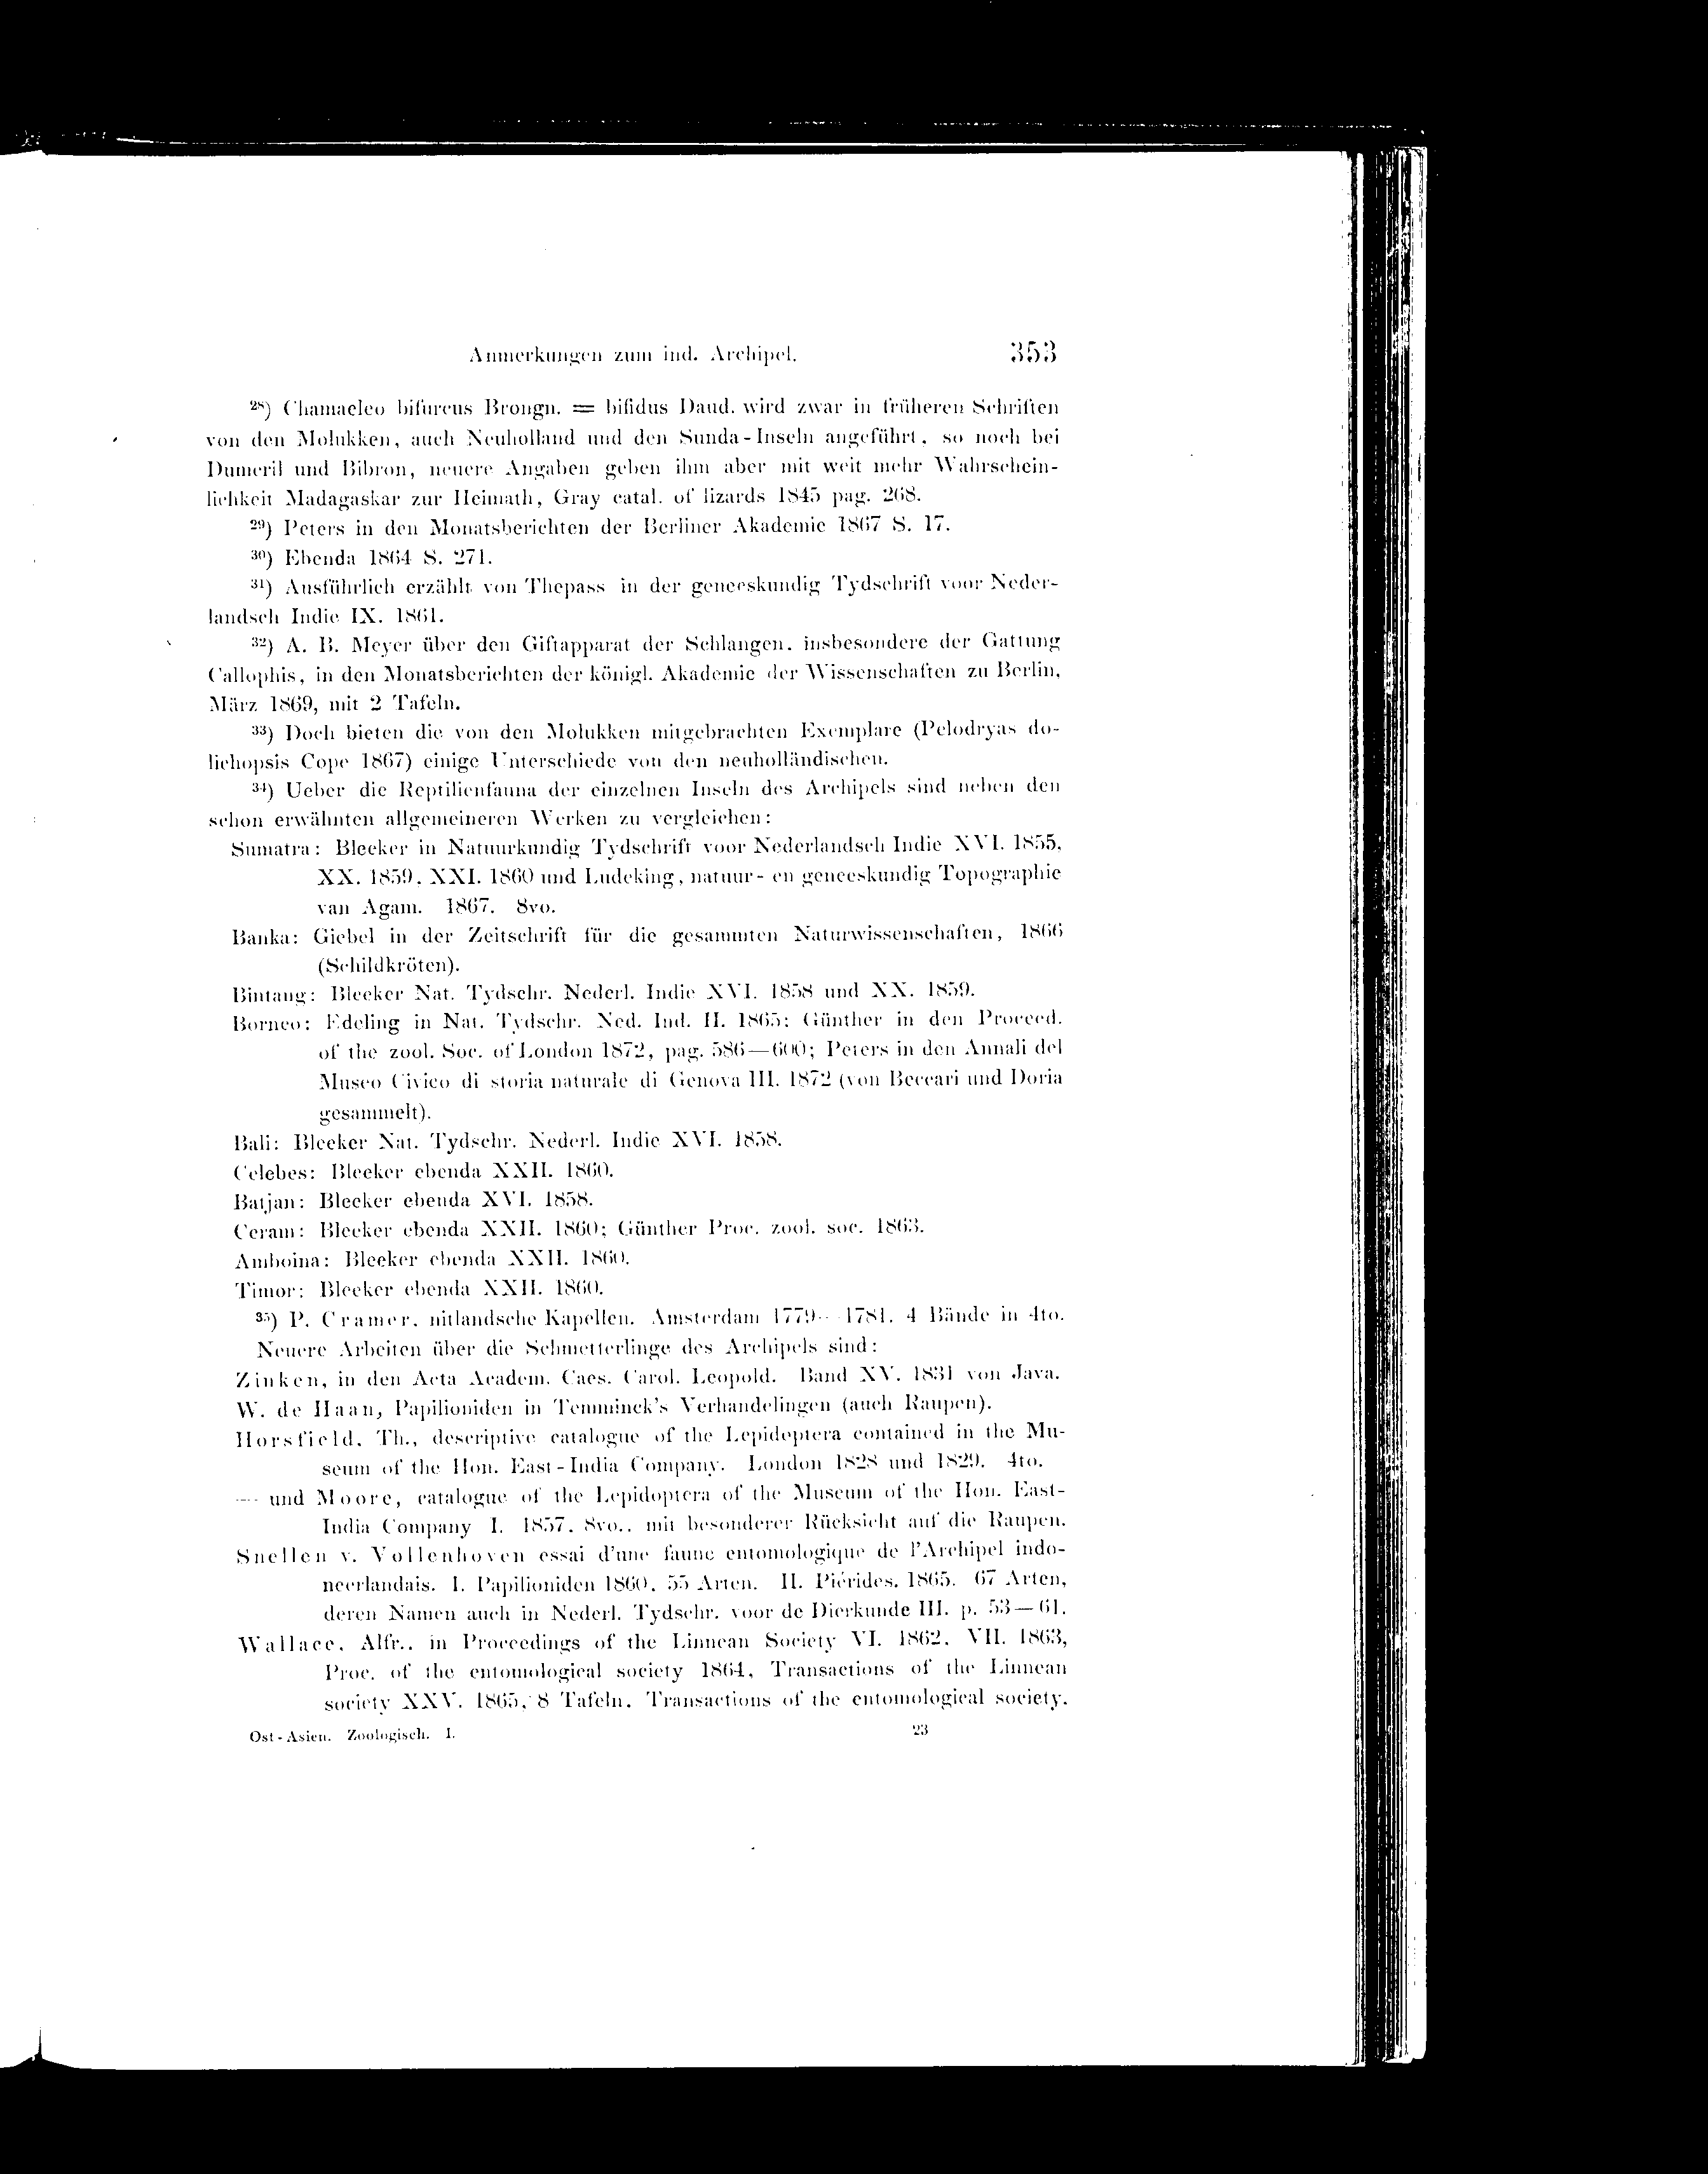 Anmerkungen zum ind. Archipel. 353
²⁸) Chamaeleo bifurcus Brongn. = bifidus Daud. wird zwar in früheren Schriften
von den Molukken, auch Neuholland und den Sunda-Inseln angeführt, so noch bei
Dumeril und Bibron, neuere Angaben geben ihm aber mit weit mehr Wahrschein-
lichkeit Madagaskar zur Heimath, Gray catal. of lizards 1845 pag. 268.
²⁹) Peters in den Monatsberichten der Berliner Akademie 1867 S. 17.
³⁰) Ebenda 1864 S. 271.
³¹) Ausführlich erzählt von Thepass in der geneeskundig Tydschrift voor Neder-
landsch Indie IX. 1861.
³²) A. B. Meyer über den Giftapparat der Schlangen, insbesondere der Gattung
Callophis, in den Monatsberichten der königl. Akademie der Wissenschaften zu Berlin,
März 1869, mit 2 Tafeln.
³³) Doch bieten die von den Molukken mitgebrachten Exemplare (Pelodryas do-
lichopsis Cope 1867) einige Unterschiede von den neuholländischen.
³⁴) Ueber die Reptilienfauna der einzelnen Inseln des Archipels sind neben den
schon erwähnten allgemeineren Werken zu vergleichen:
Sumatra: Bleeker in Natuurkundig Tydschrift voor Nederlandsch Indie XVI. 1855,
XX. 1859, XXI. 1860 und Ludeking, natuur- en geneeskundig Topographie
van Agam. 1867. 8vo.
Banka: Giebel in der Zeitschrift für die gesammten Naturwissenschaften, 1866
(Schildkröten).
Bintang: Bleeker Nat. Tydschr. Nederl. Indie XVI. 1858 und XX. 1859.
Borneo: Edeling in Nat. Tydschr. Ned. Ind. II. 1865; Günther in den Proceed.
of the zool. Soc. of London 1872, pag. 586—600; Peters in den Annali del
Museo Civico di storia naturale di Genova III. 1872 (von Beccari und Doria
gesammelt).
Bali: Bleeker Nat. Tydschr. Nederl. Indie XVI. 1858.
Celebes: Bleeker ebenda XXII. 1860.
Batjan: Bleeker ebenda XVI. 1858.
Ceram: Bleeker ebenda XXII. 1860; Günther Proc. zool. soc. 1863.
Amboina: Bleeker ebenda XXII. 1860.
Timor: Bleeker ebenda XXII. 1860.
³⁵) P. Cramer, uitlandsche Kapellen. Amsterdam 1779—1781. 4 Bände in 4to.
Neuere Arbeiten über die Schmetterlinge des Archipels sind:
Zinken, in den Acta Academ. Caes. Carol. Leopold. Band XV. 1831 von Java.
W. de Haan, Papilioniden in Temminck's Verhandelingen (auch Raupen).
Horsfield, Th., descriptive catalogue of the Lepideptera contained in the Mu-
seum of the Hon. East-India Company. London 1828 und 1829. 4to.
— und Moore, catalogue of the Lepidoptera of the Museum of the Hon. East-
India Company I. 1857. 8vo., mit besonderer Rücksicht auf die Raupen.
Snellen v. Vollenhoven essai d'une faune entomologique de l'Archipel indo-
neerlandais. I. Papilioniden 1860, 55 Arten. II. Piérides, 1865. 67 Arten,
deren Namen auch in Nederl. Tydschr. voor de Dierkunde III. p. 53—61.
Wallace, Alfr., in Proceedings of the Linnean Society VI. 1862, VII. 1863,
Proc. of the entomological society 1864, Transactions of the Linnean
society XXV. 1865, 8 Tafeln, Transactions of the entomological society,
Ost-Asien. Zoologisch. I. 23